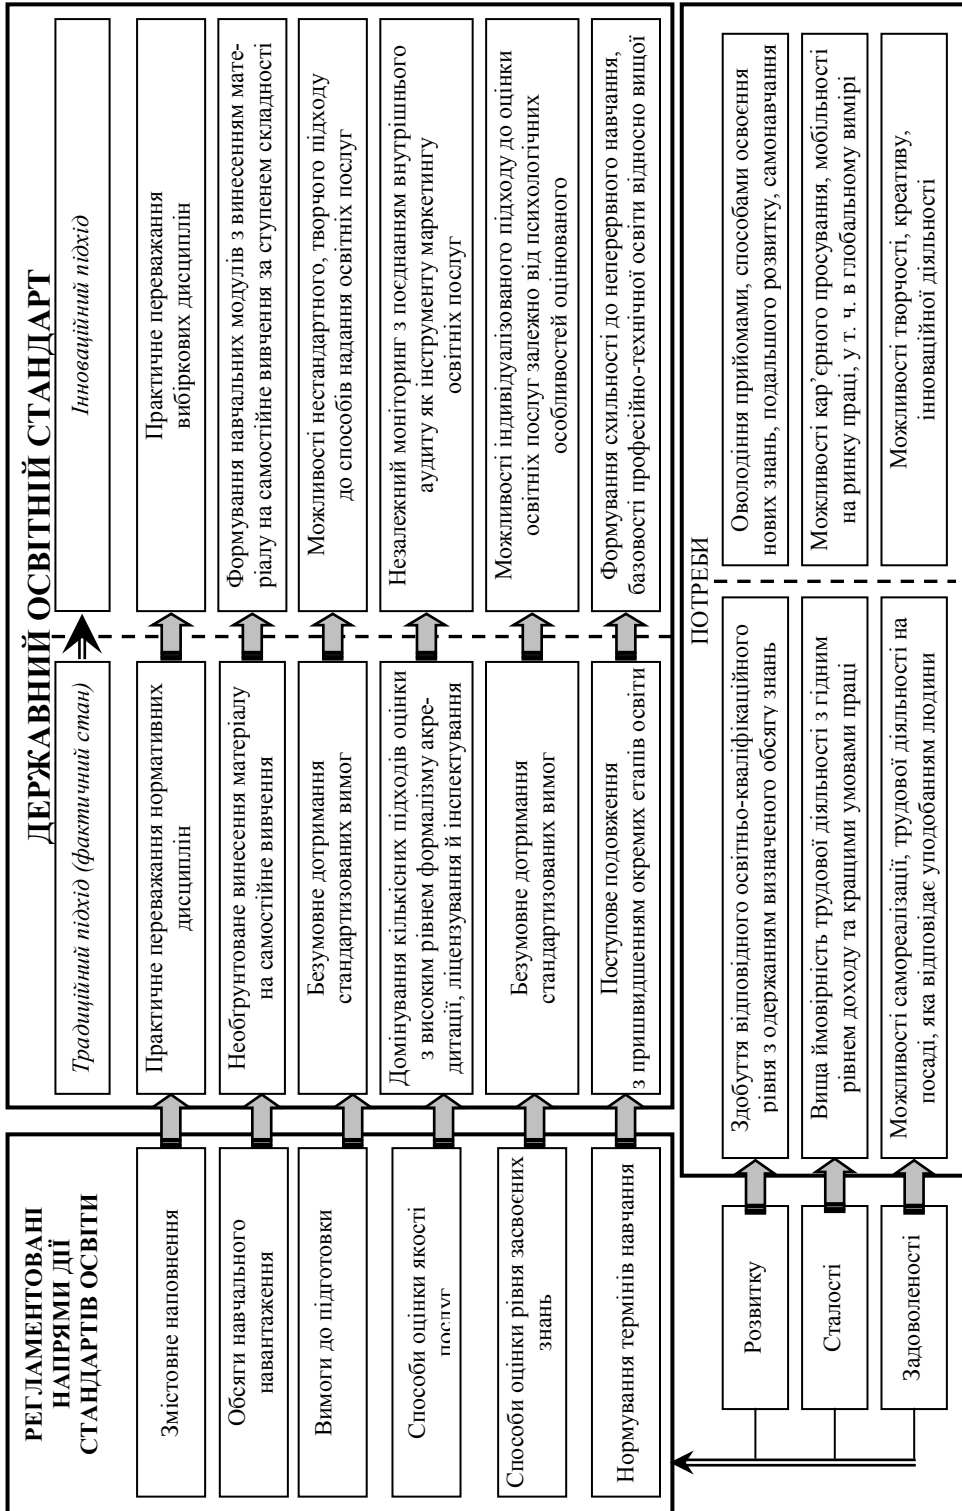 РЕГЛАМЕНТОВАНІ
НАПРЯМИ ДІЇ
СТАНДАРТІВ ОСВІТИ
ДЕРЖАВНИЙ ОСВІТНІЙ СТАНДАРТ
Традиційний підхід (фактичний стан)
Інноваційний підхід
Змістовне наповнення
Практичне переважання нормативних
дисциплін
Практичне переважання
вибіркових дисциплін
Обсяги навчального
навантаження
Необгрунтоване винесення матеріалу
на самостійне вивчення
Формування навчальних модулів з винесенням мате-
ріалу на самостійне вивчення за ступенем складності
Вимоги до підготовки
Безумовне дотримання
стандартизованих вимог
Можливості нестандартного, творчого підходу
до способів надання освітніх послуг
Способи оцінки якості
послуг
Домінування кількісних підходів оцінки
з високим рівнем формалізму акре-
дитації, ліцензування й інспектування
Незалежний моніторинг з поєднанням внутрішнього
аудиту як інструменту маркетингу
освітніх послуг
Способи оцінки рівня засвоєних
знань
Безумовне дотримання
стандартизованих вимог
Можливості індивідуалізованого підходу до оцінки
освітніх послуг залежно від психологічних
особливостей оцінюваного
Нормування термінів навчання
Поступове подовження
з пришвидшенням окремих етапів освіти
Формування схильності до неперервного навчання,
базовості професійно-технічної освіти відносно вищої
ПОТРЕБИ
Розвитку
Здобуття відповідного освітньо-кваліфікаційного
рівня з одержанням визначеного обсягу знань
Оволодіння прийомами, способами освоєння
нових знань, подальшого розвитку, самонавчання
Сталості
Вища ймовірність трудової діяльності з гідним
рівнем доходу та кращими умовами праці
Можливості кар’єрного просування, мобільності
на ринку праці, у т. ч. в глобальному вимірі
Задоволеності
Можливості самореалізації, трудової діяльності на
посаді, яка відповідає уподобанням людини
Можливості творчості, креативу,
інноваційної діяльності